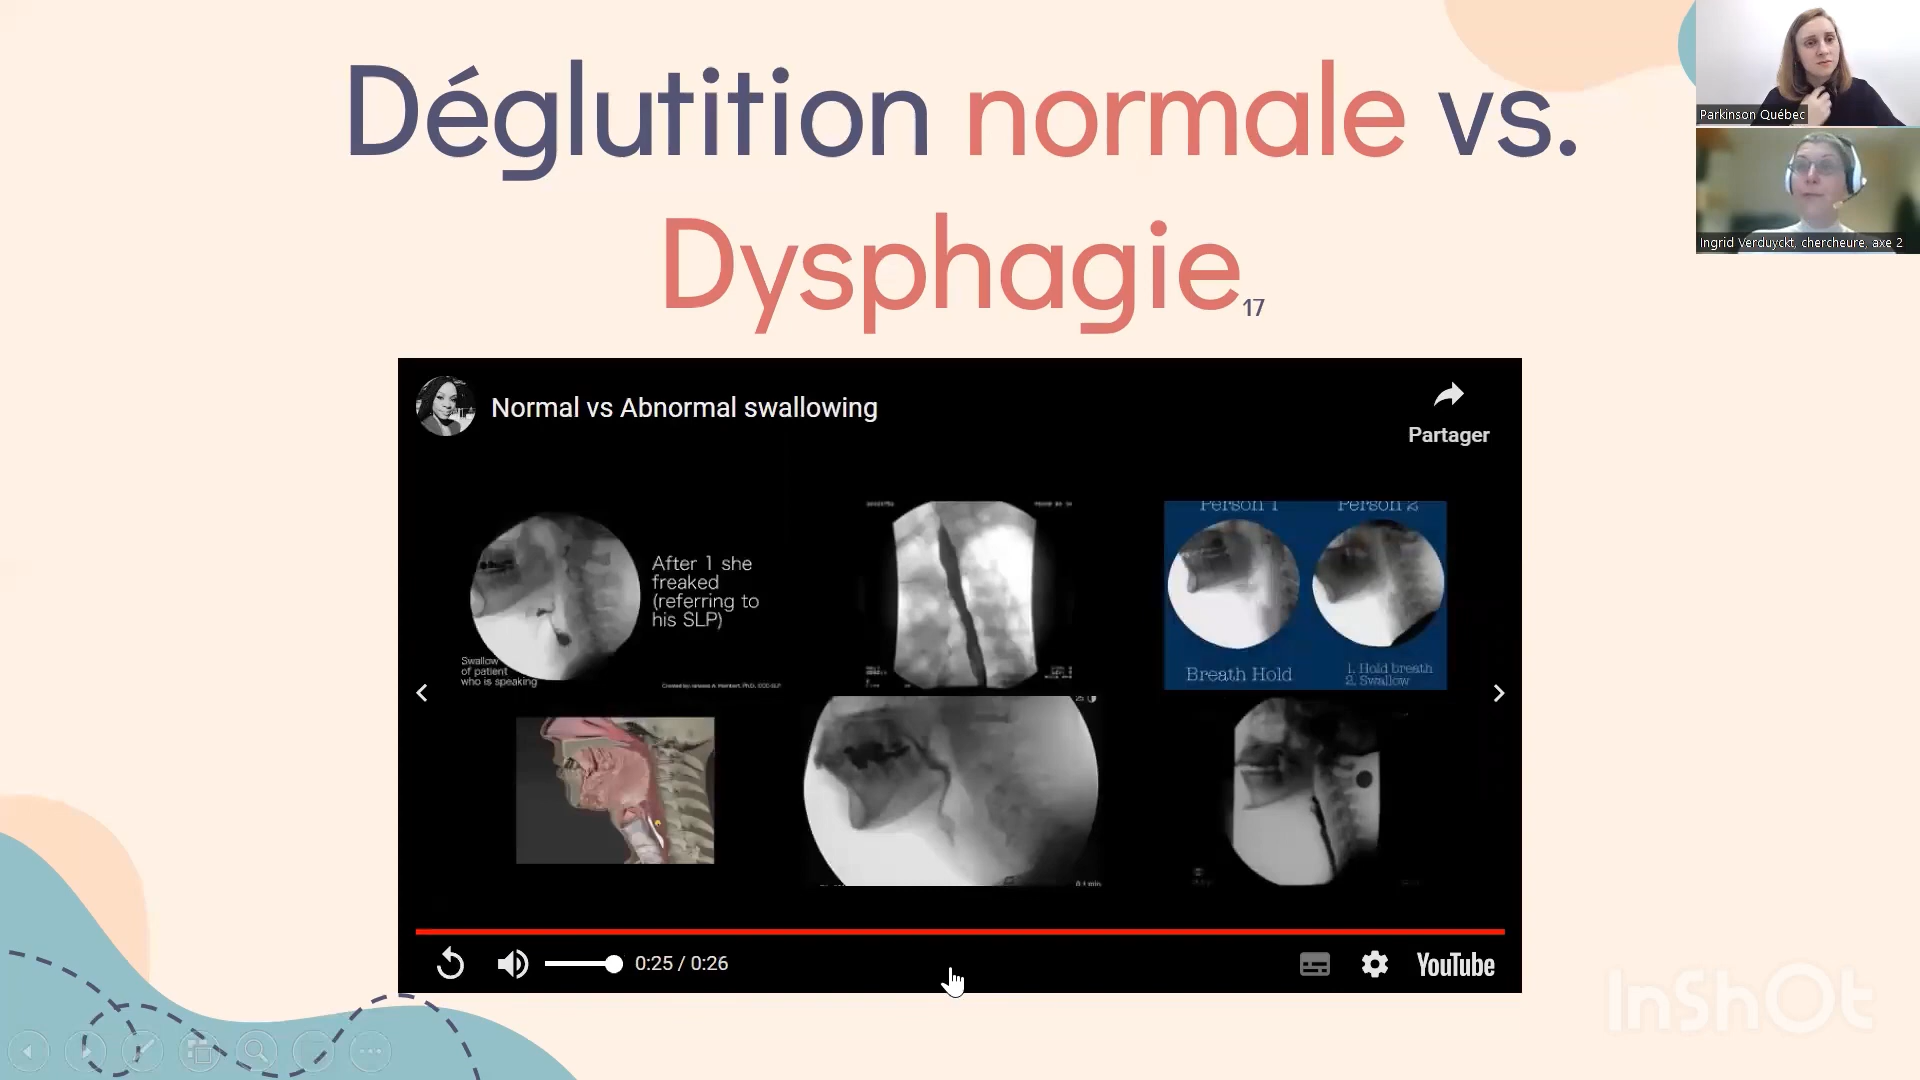 Déglutition normale vs.
Dysphagie 17
Parkinson Québec
Ingrid Verduyckt, chercheure, axe 2
Normal vs Abnormal swallowing
Partager
After 1 she
freaked
(referring to
his SLP)
Swallow
of patient
who is speaking
Person 1
Person 2
Breath Hold
1. Hold breath
2. Swallow
0:25 / 0:26
YouTube
InShOt